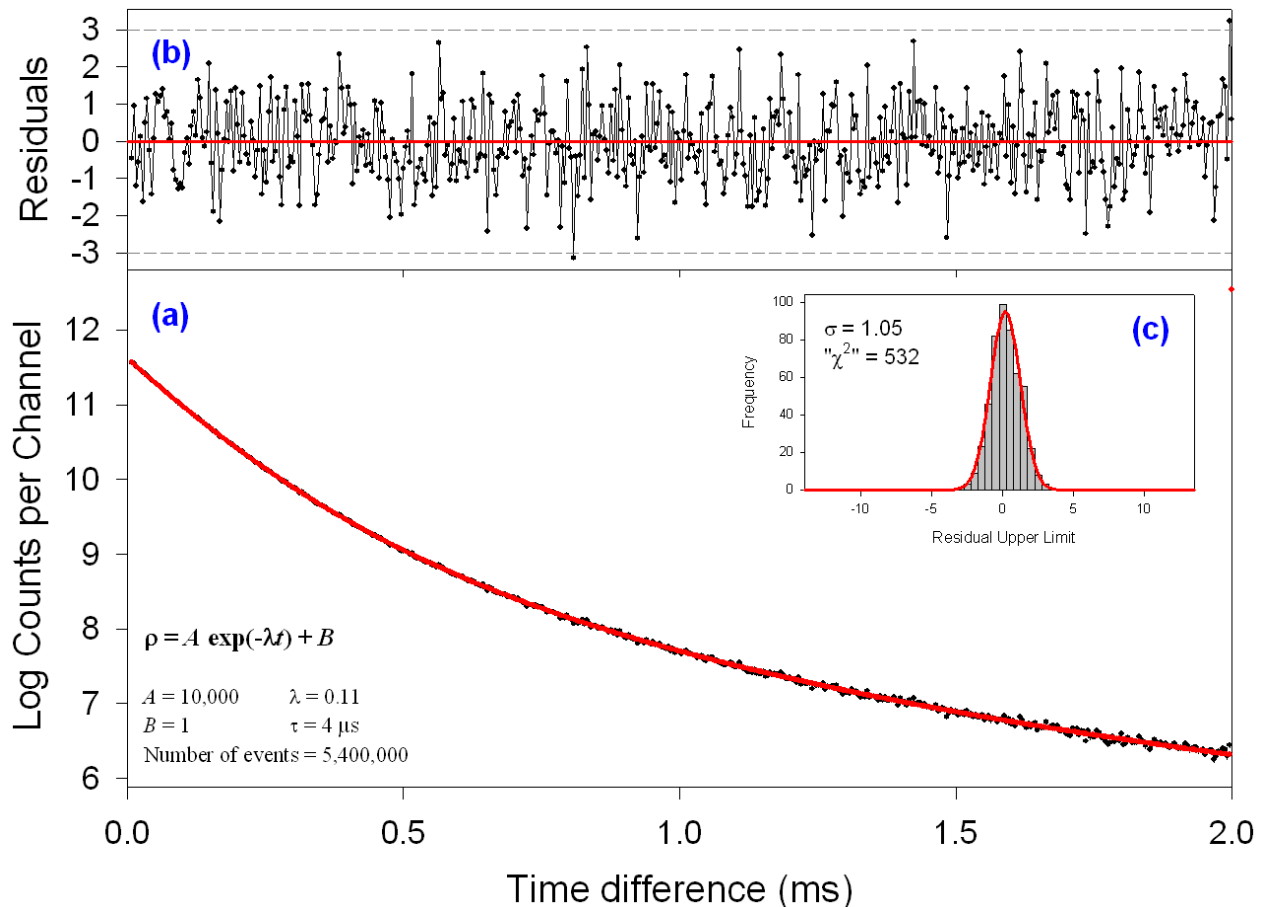 Residuals
3
2
1
0
-1
-2
-3
(b)
Log Counts per Channel
12
11
10
9
8
7
6
(a)
ρ = A exp(-λt) + B
A = 10,000 λ = 0.11
B = 1 τ = 4 μs
Number of events = 5,400,000
(c)
σ = 1.05
"χ²" = 532
Frequency
100
80
60
40
20
0
-10 -5 0 5 10
Residual Upper Limit
0.0 0.5 1.0 1.5 2.0
Time difference (ms)